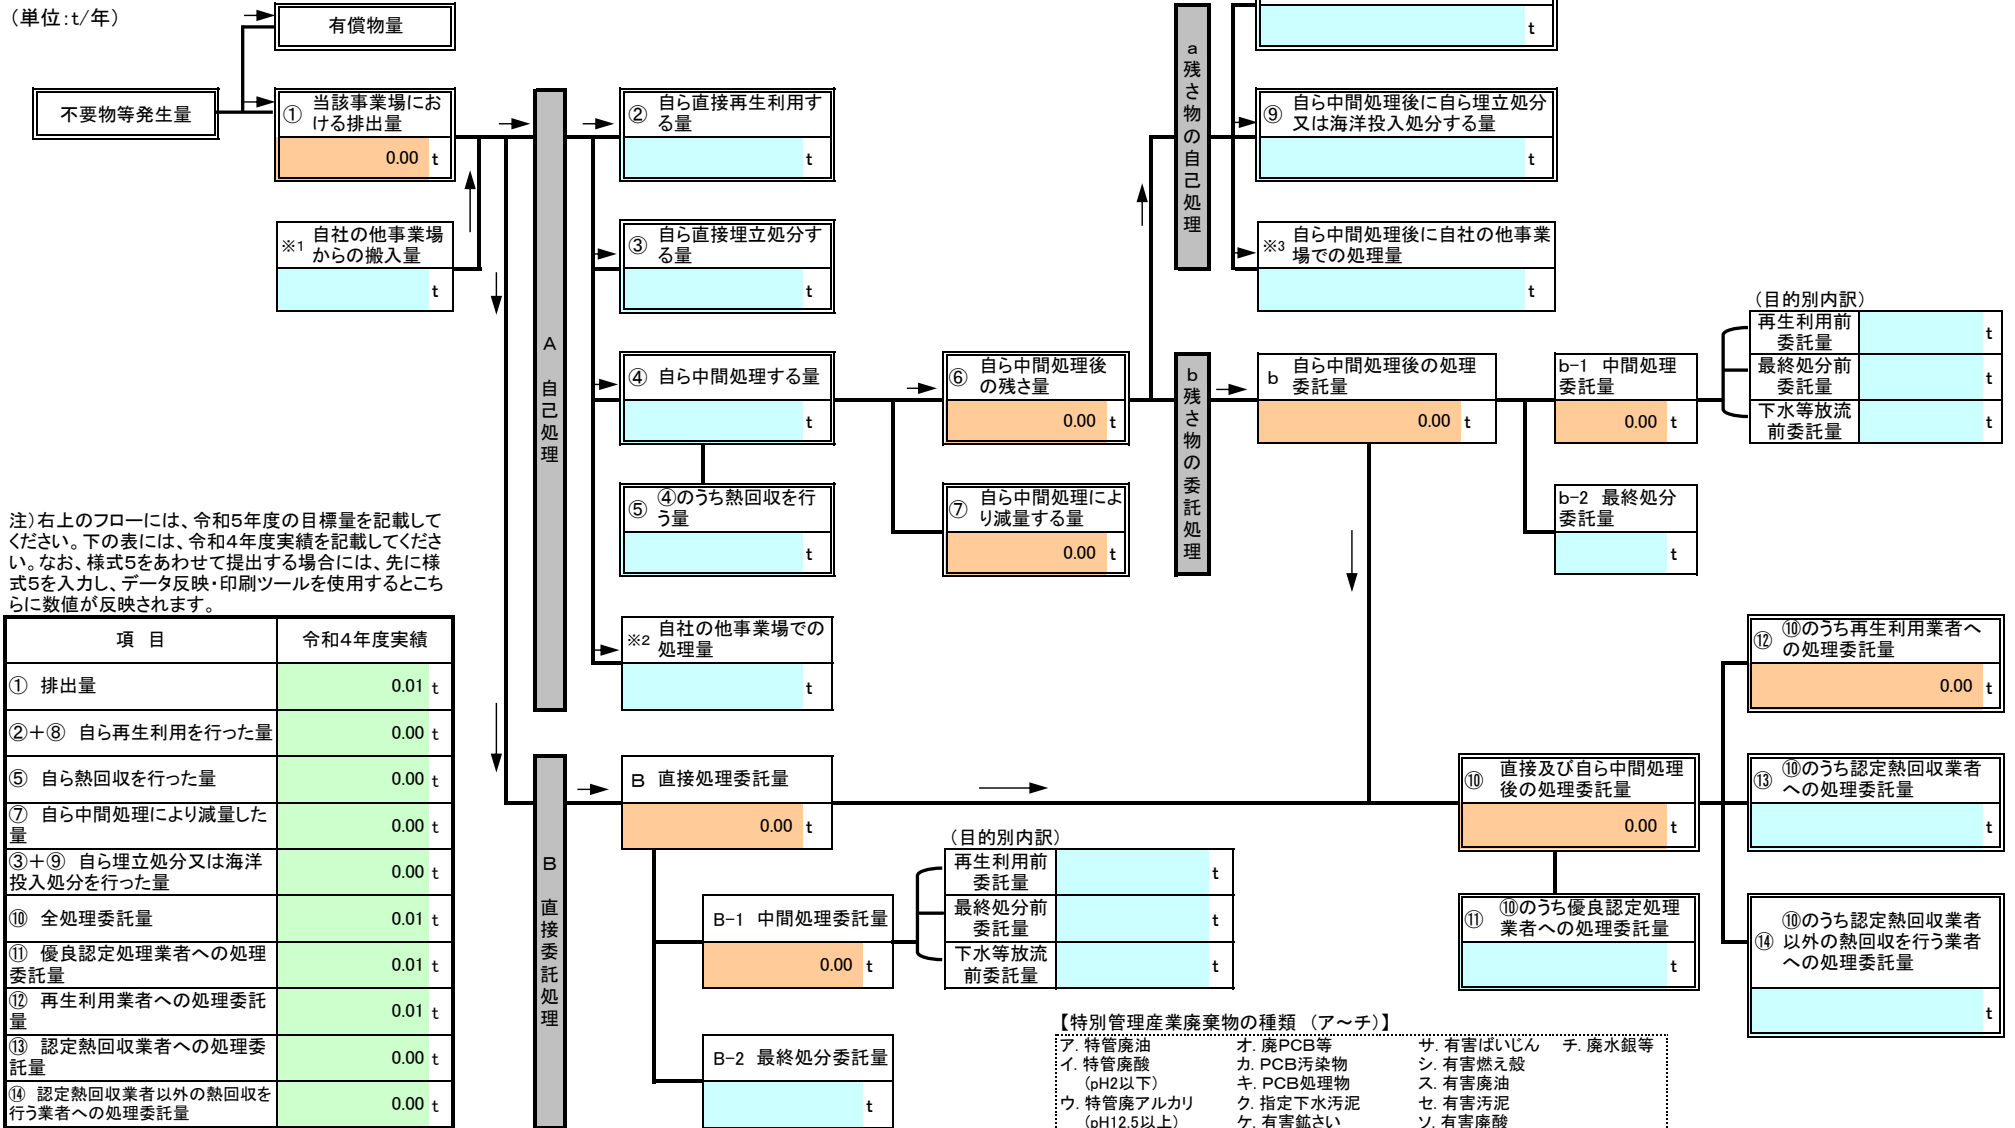 （単位:t/年）
有償物量
t
不要物等発生量
① 当該事業場にお
ける排出量
0.00 t
※1 自社の他事業場
からの搬入量
t
A 自己処理
② 自ら直接再生利用す
る量
t
③ 自ら直接埋立処分す
る量
t
④ 自ら中間処理する量
t
⑤ ④のうち熱回収を行
う量
t
※2 自社の他事業場での
処理量
t
⑥ 自ら中間処理後
の残さ量
0.00 t
⑦ 自ら中間処理によ
り減量する量
0.00 t
a 残さ物の自己処理
⑨ 自ら中間処理後に自ら埋立処分
又は海洋投入処分する量
t
※3 自ら中間処理後に自社の他事業
場での処理量
t
b 残さ物の委託処理
b 自ら中間処理後の処理
委託量
0.00 t
b-1 中間処理
委託量
0.00 t
b-2 最終処分
委託量
t
（目的別内訳）
再生利用前
委託量
t
最終処分前
委託量
t
下水等放流
前委託量
t
注）右上のフローには、令和５年度の目標量を記載して
ください。下の表には、令和４年度実績を記載してくださ
い。なお、様式５をあわせて提出する場合には、先に様
式５を入力し、データ反映・印刷ツールを使用するとこち
らに数値が反映されます。
項 目 令和４年度実績
① 排出量 0.01 t
②＋⑧ 自ら再生利用を行った量 0.00 t
⑤ 自ら熱回収を行った量 0.00 t
⑦ 自ら中間処理により減量した
量 0.00 t
③＋⑨ 自ら埋立処分又は海洋
投入処分を行った量 0.00 t
⑩ 全処理委託量 0.01 t
⑪ 優良認定処理業者への処理
委託量 0.01 t
⑫ 再生利用業者への処理委託
量 0.01 t
⑬ 認定熱回収業者への処理委
託量 0.00 t
⑭ 認定熱回収業者以外の熱回収を
行う業者への処理委託量 0.00 t
B 直接委託処理
B 直接処理委託量
0.00 t
B-1 中間処理委託量
0.00 t
B-2 最終処分委託量
t
（目的別内訳）
再生利用前
委託量
t
最終処分前
委託量
t
下水等放流
前委託量
t
⑩ 直接及び自ら中間処理
後の処理委託量
0.00 t
⑪ ⑩のうち優良認定処理
業者への処理委託量
t
⑫ ⑩のうち再生利用業者へ
の処理委託量
0.00 t
⑬ ⑩のうち認定熱回収業者
への処理委託量
t
⑭ ⑩のうち認定熱回収業者
以外の熱回収を行う業者
への処理委託量
t
【特別管理産業廃棄物の種類 （ア～チ）】
ア．特管廃油 オ．廃PCB等 サ．有害ばいじん チ．廃水銀等
イ．特管廃酸 カ．PCB汚染物 シ．有害燃え殻
（pH2以下） キ．PCB処理物 ス．有害廃油
ウ．特管廃アルカリ ク．指定下水汚泥 セ．有害汚泥
（pH12.5以上） ケ．有害鉱さい ソ．有害廃酸